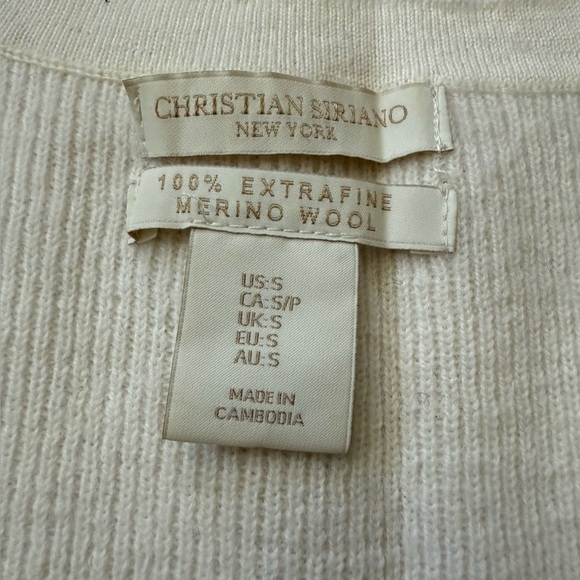 CHRISTIAN SIRIANO
NEW YORK
100% EXTRAFINE
MERINO WOOL
US:S
CA:S/P
UK:S
EU:S
AU:S
MADE IN
CAMBODIA